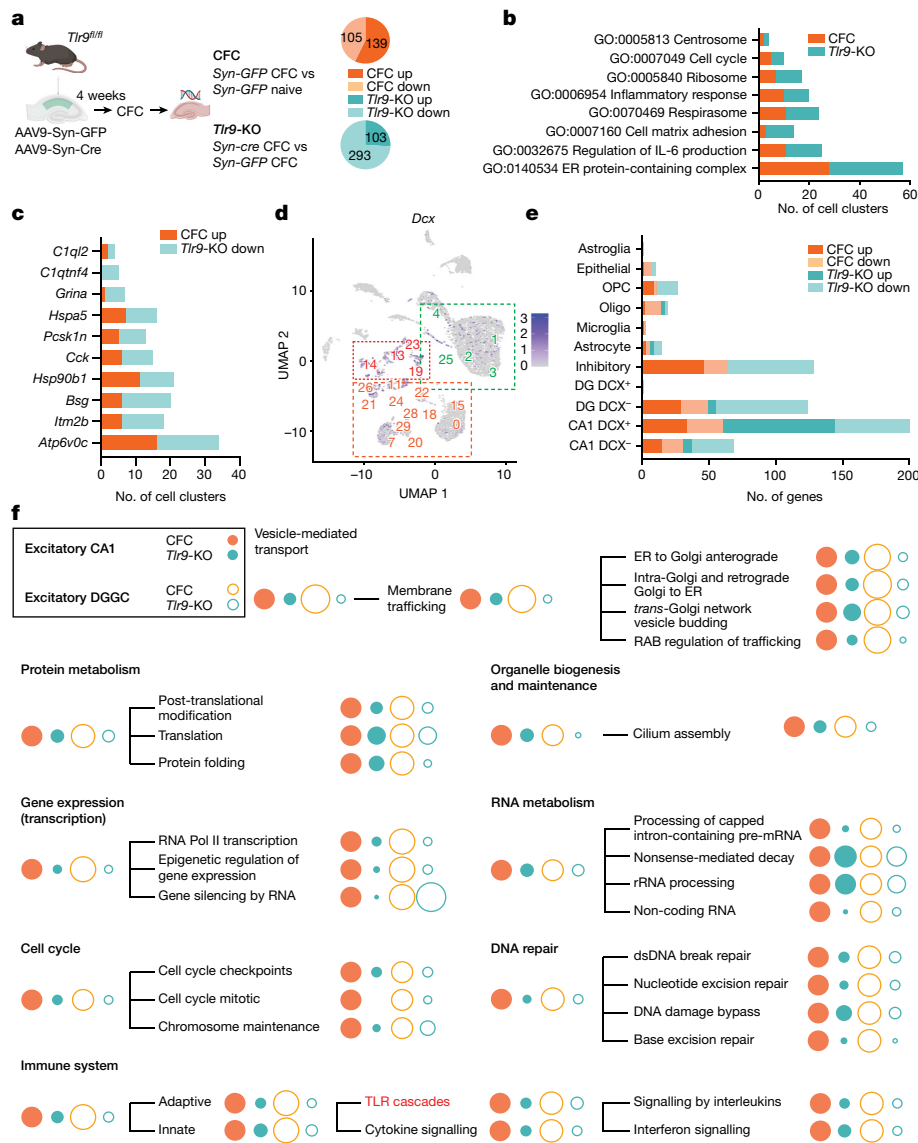 a
Tlr9fl/fl
4 weeks
CFC
AAV9-Syn-GFP
AAV9-Syn-Cre
CFC
Syn-GFP CFC vs
Syn-GFP naive
Tlr9-KO
Syn-cre CFC vs
Syn-GFP CFC
105
139
CFC up
CFC down
Tlr9-KO up
Tlr9-KO down
103
293
b
CFC
Tlr9-KO
GO:0005813 Centrosome
GO:0007049 Cell cycle
GO:0005840 Ribosome
GO:0006954 Inflammatory response
GO:0070469 Respirasome
GO:0007160 Cell matrix adhesion
GO:0032675 Regulation of IL-6 production
GO:0140534 ER protein-containing complex
0 20 40 60
No. of cell clusters
c
CFC up
Tlr9-KO down
C1ql2
C1qtnf4
Grina
Hspa5
Pcsk1n
Cck
Hsp90b1
Bsg
Itm2b
Atp6v0c
0 10 20 30 40
No. of cell clusters
d
Dcx
UMAP 2
10
0
−10
4
1
2
3
25
23
13
14
19
26
11
22
21
24
28
18
15
0
29
7
20
3
2
1
0
−10 0 10
UMAP 1
e
CFC up
CFC down
Tlr9-KO up
Tlr9-KO down
Astroglia
Epithelial
OPC
Oligo
Microglia
Astrocyte
Inhibitory
DG DCX+
DG DCX−
CA1 DCX+
CA1 DCX−
0 50 100 150 200
No. of genes
f
Excitatory CA1
CFC
Tlr9-KO
Excitatory DGGC
CFC
Tlr9-KO
Vesicle-mediated
transport
Membrane
trafficking
ER to Golgi anterograde
Intra-Golgi and retrograde
Golgi to ER
trans-Golgi network
vesicle budding
RAB regulation of trafficking
Protein metabolism
Post-translational
modification
Translation
Protein folding
Organelle biogenesis
and maintenance
Cilium assembly
Gene expression
(transcription)
RNA Pol II transcription
Epigenetic regulation of
gene expression
Gene silencing by RNA
RNA metabolism
Processing of capped
intron-containing pre-mRNA
Nonsense-mediated decay
rRNA processing
Non-coding RNA
Cell cycle
Cell cycle checkpoints
Cell cycle mitotic
Chromosome maintenance
DNA repair
dsDNA break repair
Nucleotide excision repair
DNA damage bypass
Base excision repair
Immune system
Adaptive
Innate
TLR cascades
Cytokine signalling
Signalling by interleukins
Interferon signalling